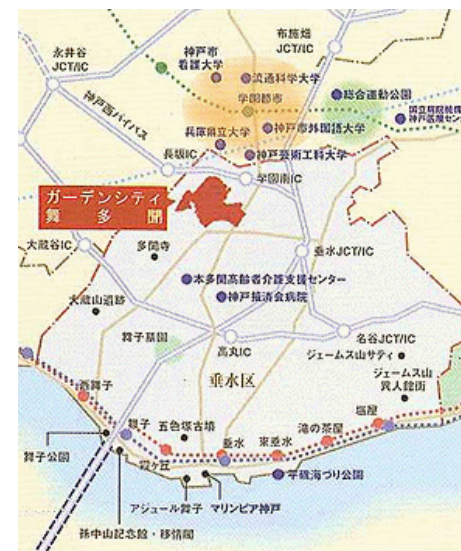 布施畑
JCT/IC
永井谷
JCT/IC
神戸市
看護大学
流通科学大学
学園都市
総合運動公園
神戸西バイパス
兵庫県立大学
神戸市外国語大学
長坂IC
神戸芸術工科大学
学園南IC
ガーデンシティ
舞多聞
大蔵谷IC
多聞寺
垂水JCT/IC
本多聞高齢者介護支援センター
神戸掖済会病院
大歳山遺跡
舞子墓園
高丸IC
名谷JCT/IC
ジェームス山サティ
垂水区
ジェームス山
異人館街
西舞子
塩屋
滝の茶屋
五色塚古墳
垂水
東垂水
舞子公園
霞ヶ丘
平磯海づり公園
アジュール舞子
マリンピア神戸
孫中山記念館・移情閣